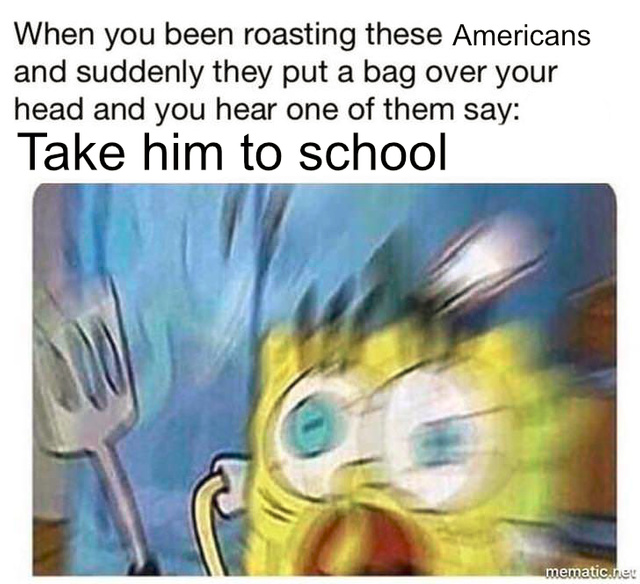 When you been roasting these Americans
and suddenly they put a bag over your
head and you hear one of them say:
Take him to school
mematic.net